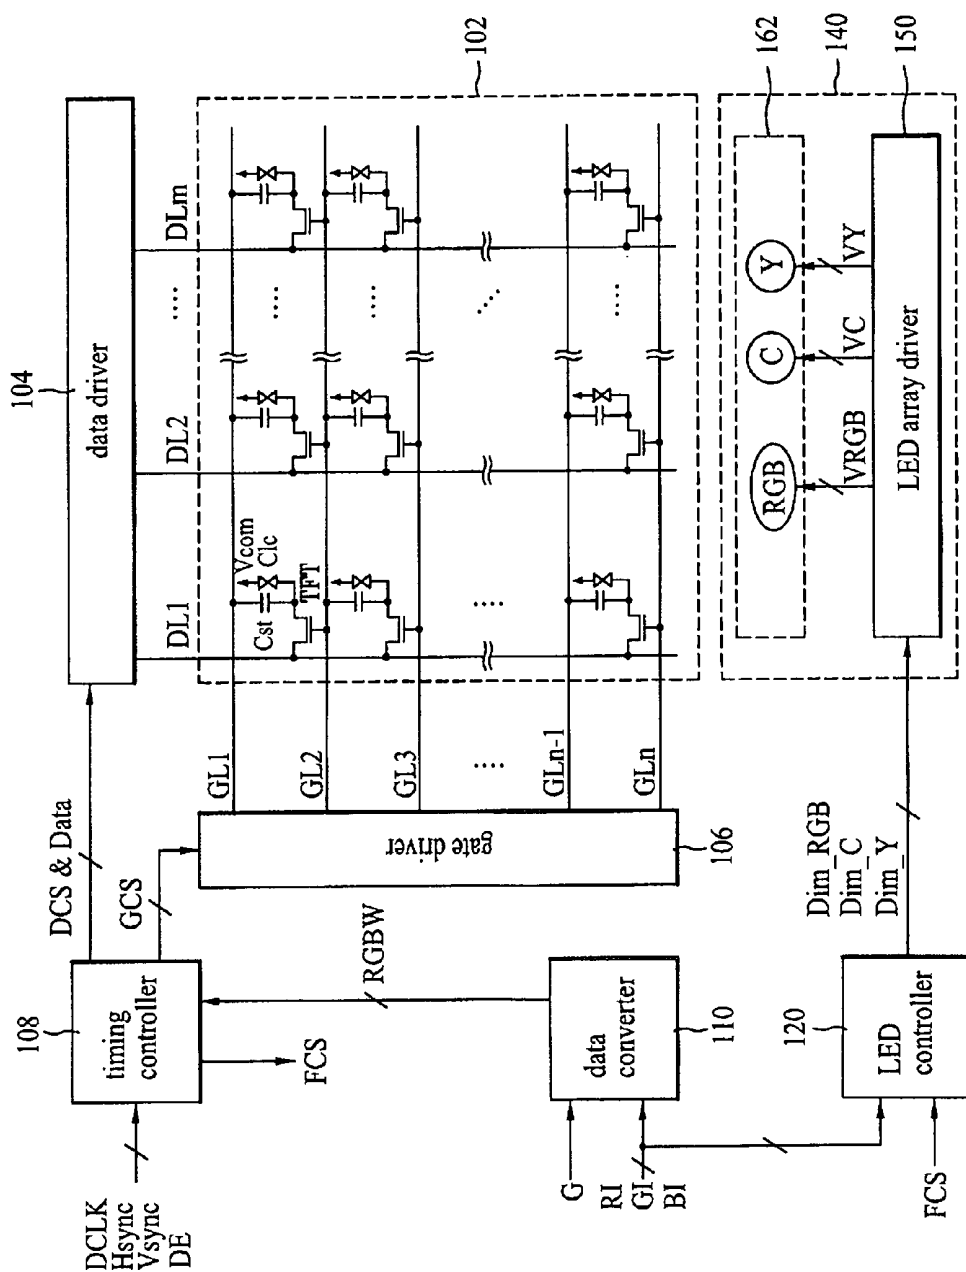 DCLK
Hsync
Vsync
DE
108
timing
controller
FCS
DCS & Data
GCS
104
data driver
DL1
DL2
....
DLm
102
gate driver
106
GL1
GL2
GL3
....
GLn-1
GLn
Vcom
Clc
Cst
TFT
....
....
....
....
....
....
RGBW
G
RI
GI
BI
data
converter
110
FCS
120
LED
controller
Dim_RGB
Dim_C
Dim_Y
RGB
C
Y
VRGB
VC
VY
LED array driver
162
140
150